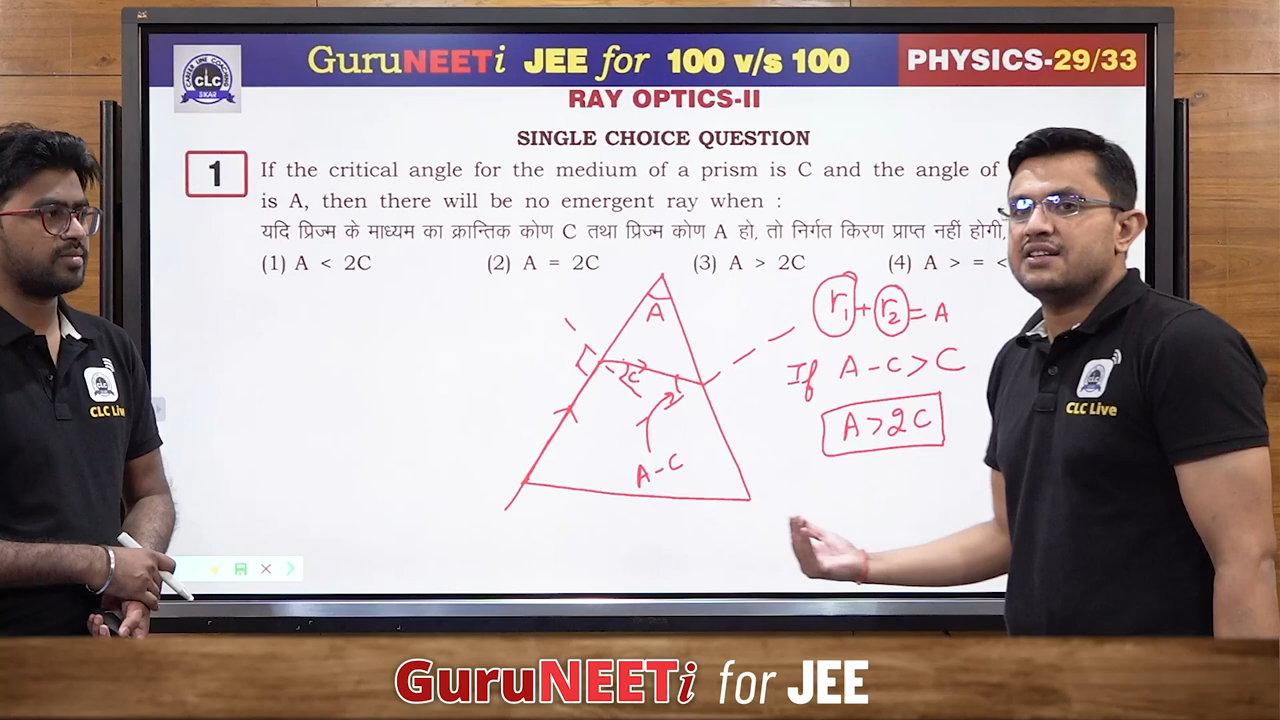 GuruNEETi JEE for 100 v/s 100
PHYSICS-29/33
CLC
SIKAR
RAY OPTICS-II
SINGLE CHOICE QUESTION
1
If the critical angle for the medium of a prism is C and the angle of
is A, then there will be no emergent ray when :
यदि प्रिज्म के माध्यम का क्रान्तिक कोण C तथा प्रिज्म कोण A हो, तो निर्गत किरण प्राप्त नहीं होगी,
(1) A < 2C (2) A = 2C (3) A > 2C (4) A > = <
A
r₁ + r₂ = A
C
If A-C > C
A > 2C
A-C
CLC Live
CLC Live
GuruNEETi for JEE